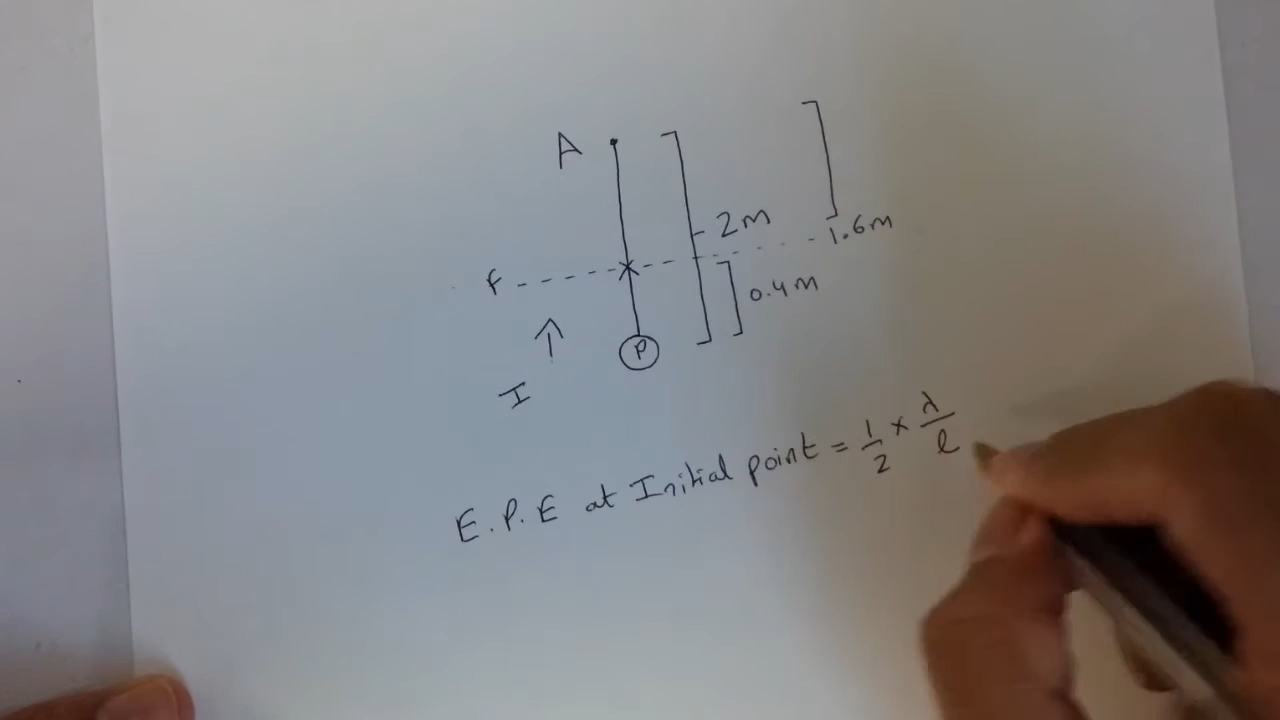 A
2m
1.6m
f
0.4m
P
I
E.P.E at Initial point = 1/2 × λ/l